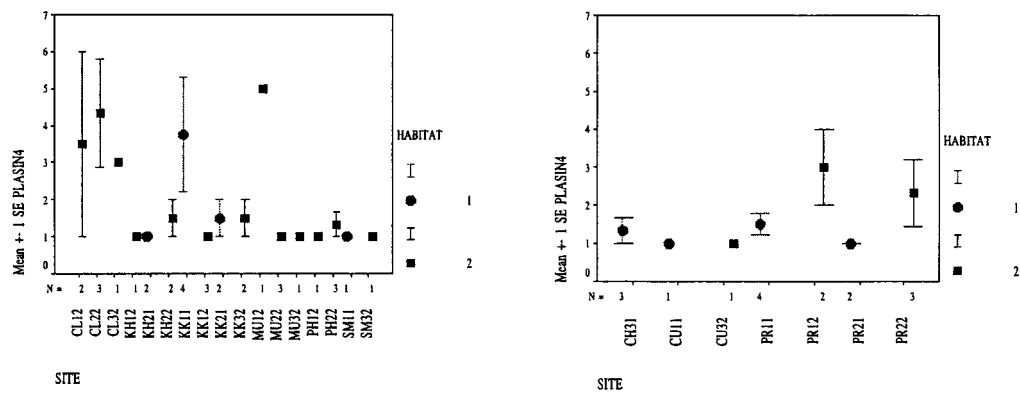 7
6
5
4
3
2
1
0
Mean +- 1 SE PLASIN4
N = 2 3 1 1 2 2 4 3 2 2 1 3 1 1 3 1 1
CL12 CL22 CL32 KH12 KH21 KH22 KK11 KK12 KK21 KK32 MU12 MU22 MU32 PH12 PH22 SM11 SM32
SITE
HABITAT
1
2
7
6
5
4
3
2
1
0
Mean +- 1 SE PLASIN4
N = 3 1 1 4 2 2 3
CH31 CU11 CU32 PR11 PR12 PR21 PR22
SITE
HABITAT
1
2